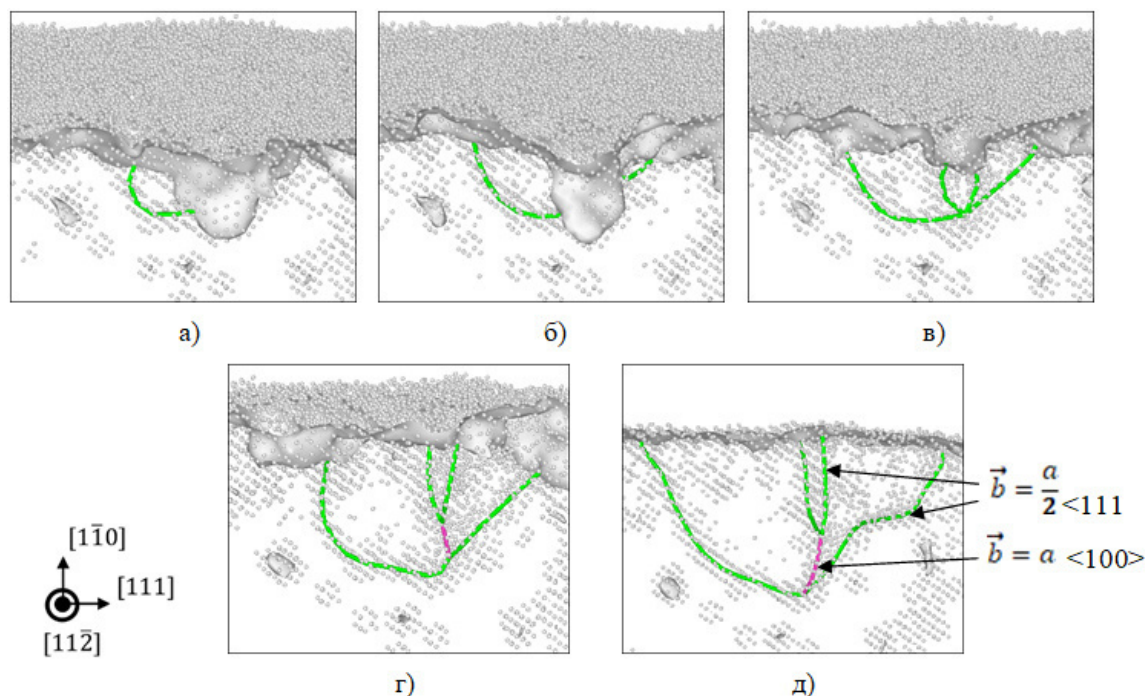 а)
б)
в)
[11̅0]
[111]
[112̅]
b⃗ = a/2 <111
b⃗ = a <100>
г)
д)